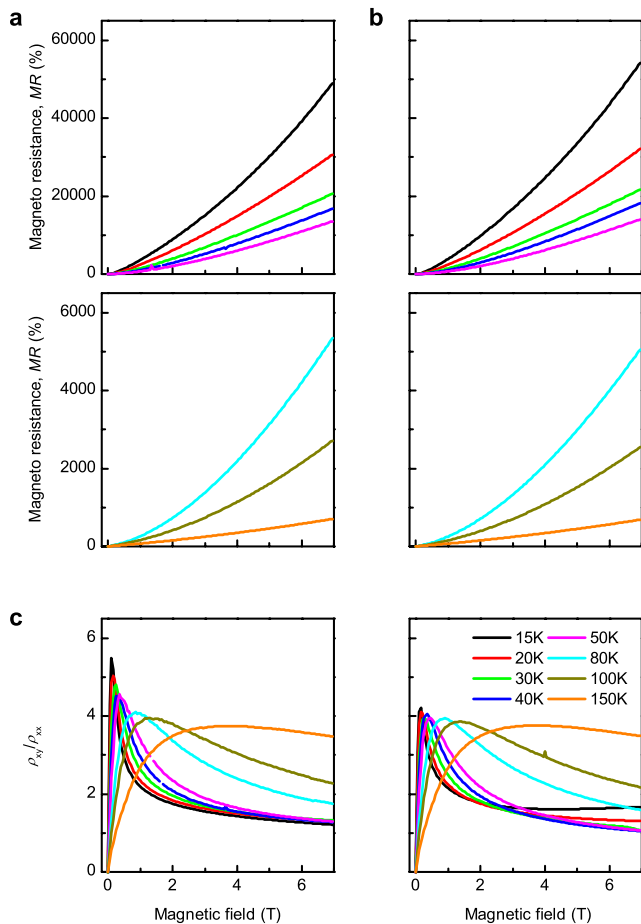 a
b
60000
40000
20000
0
Magneto resistance, MR (%)
6000
4000
2000
0
Magneto resistance, MR (%)
c
6
4
2
0
ρxy/ρxx
0 2 4 6
Magnetic field (T)
15K 50K
20K 80K
30K 100K
40K 150K
0 2 4 6
Magnetic field (T)